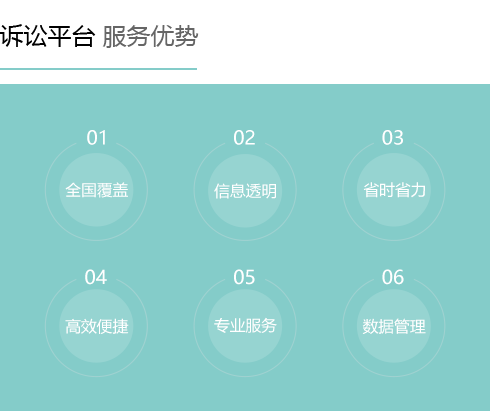 诉讼平台 服务优势
01 02 03
全国覆盖 信息透明 省时省力
04 05 06
高效便捷 专业服务 数据管理